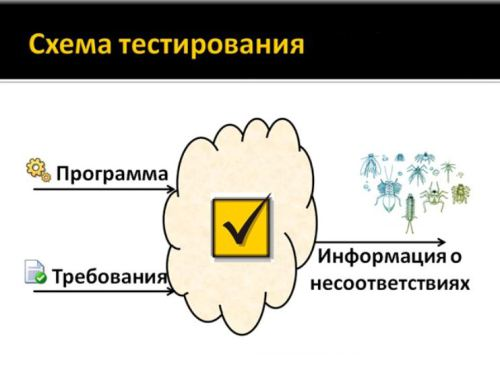 Схема тестирования
Программа
Требования
Информация о
несоответствиях